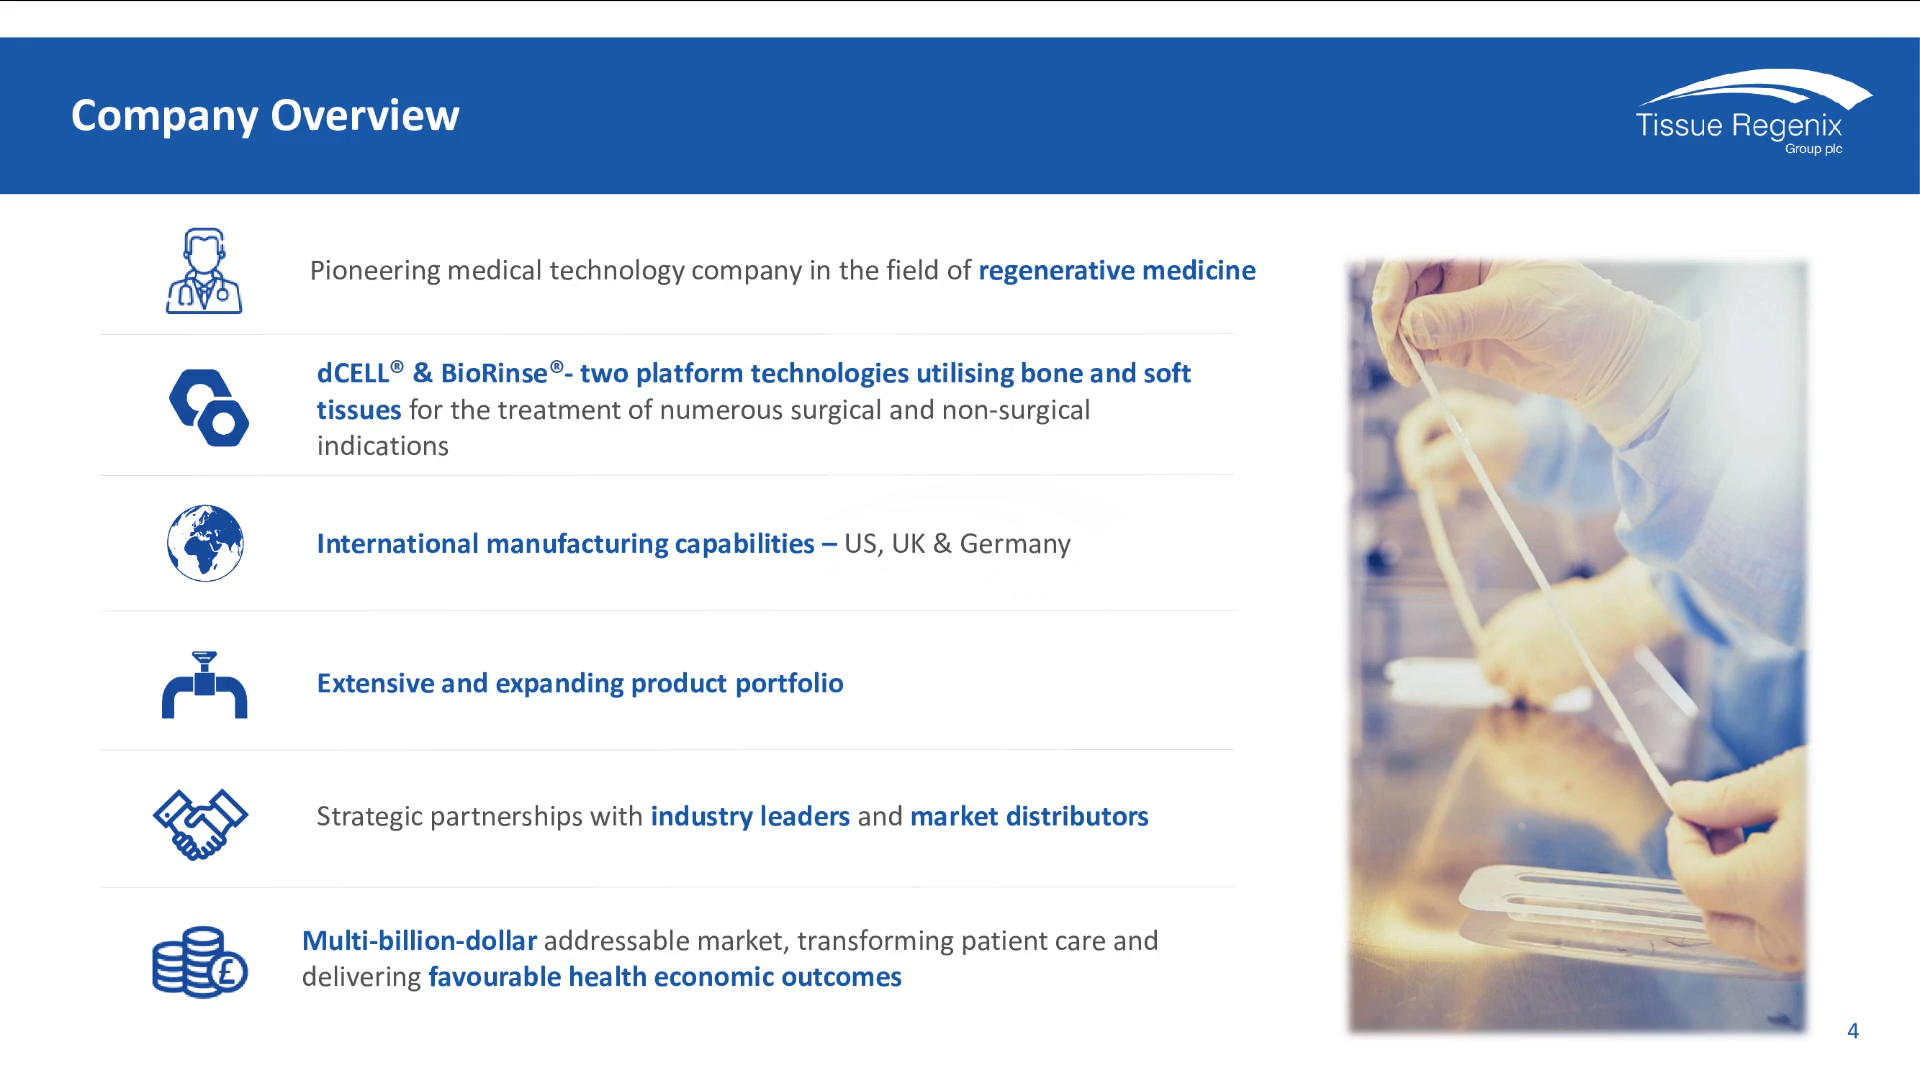 Company Overview
Tissue Regenix
Group plc
Pioneering medical technology company in the field of regenerative medicine
dCELL® & BioRinse®- two platform technologies utilising bone and soft
tissues for the treatment of numerous surgical and non-surgical
indications
International manufacturing capabilities – US, UK & Germany
Extensive and expanding product portfolio
Strategic partnerships with industry leaders and market distributors
£
Multi-billion-dollar addressable market, transforming patient care and
delivering favourable health economic outcomes
4